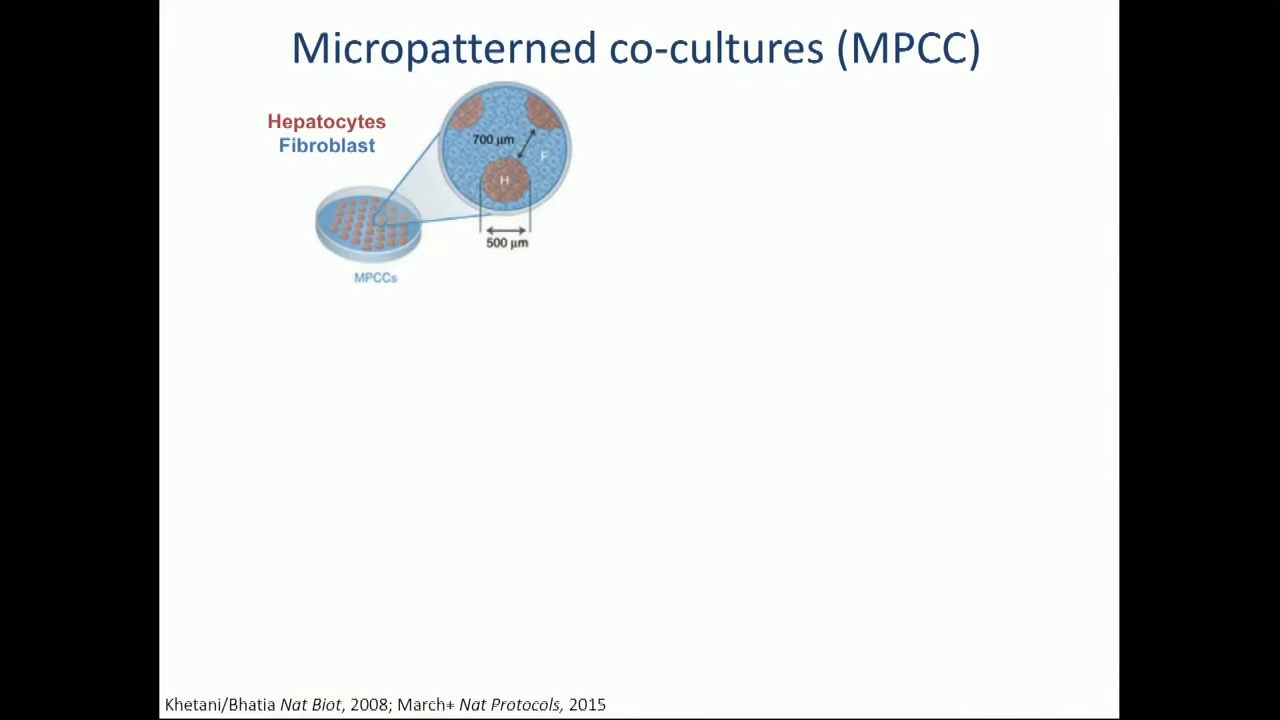 Micropatterned co-cultures (MPCC)
Hepatocytes
Fibroblast
700 µm
F
H
500 µm
MPCCs
Khetani/Bhatia Nat Biot, 2008; March+ Nat Protocols, 2015